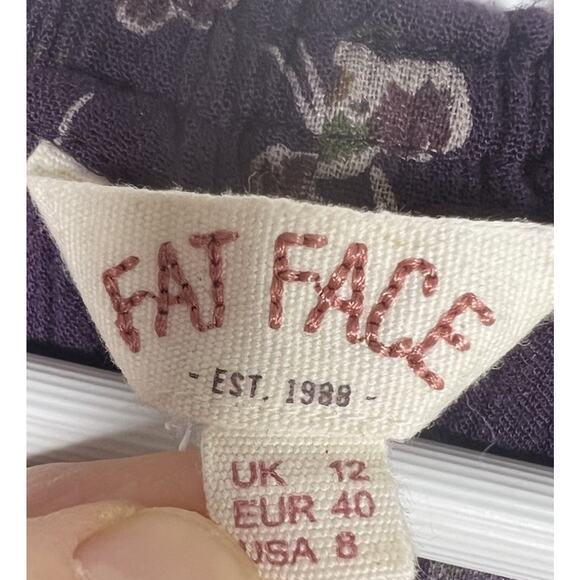 FAT FACE
- EST. 1988 -
UK 12
EUR 40
USA 8